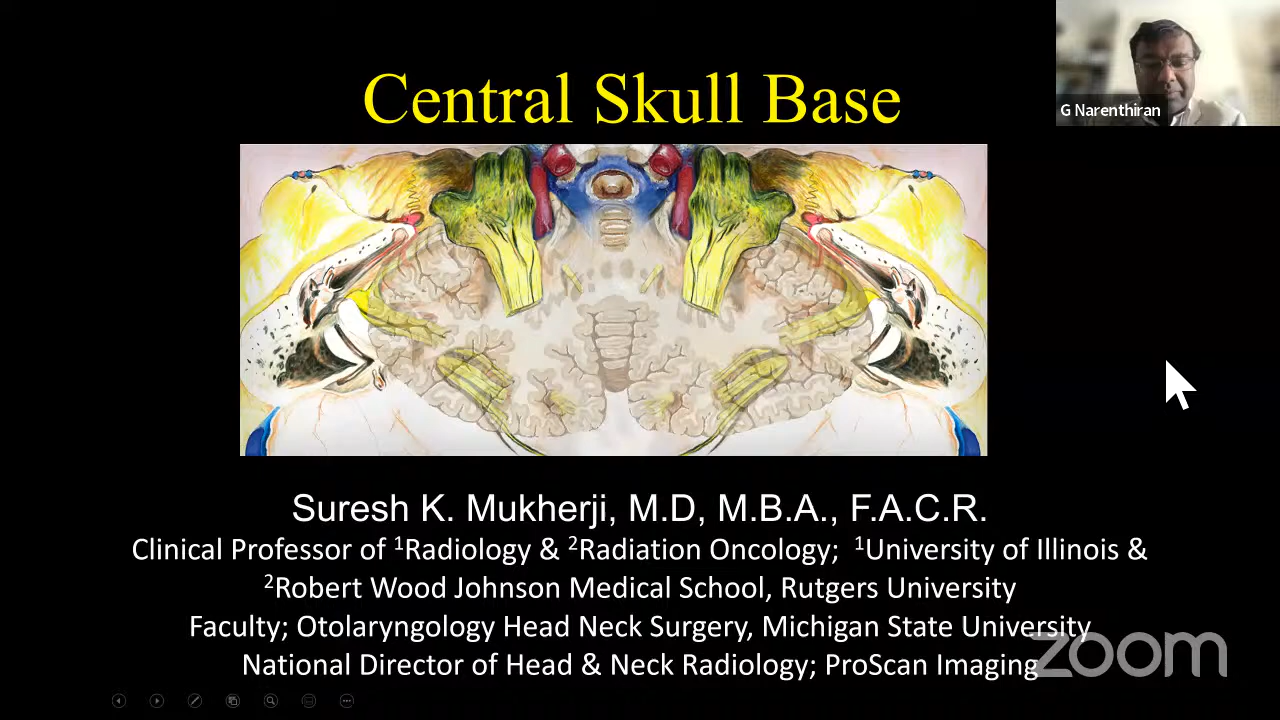 Central Skull Base
G Narenthiran
Suresh K. Mukherji, M.D, M.B.A., F.A.C.R.
Clinical Professor of ¹Radiology & ²Radiation Oncology; ¹University of Illinois &
²Robert Wood Johnson Medical School, Rutgers University
Faculty; Otolaryngology Head Neck Surgery, Michigan State University
National Director of Head & Neck Radiology; ProScan Imaging
zoom